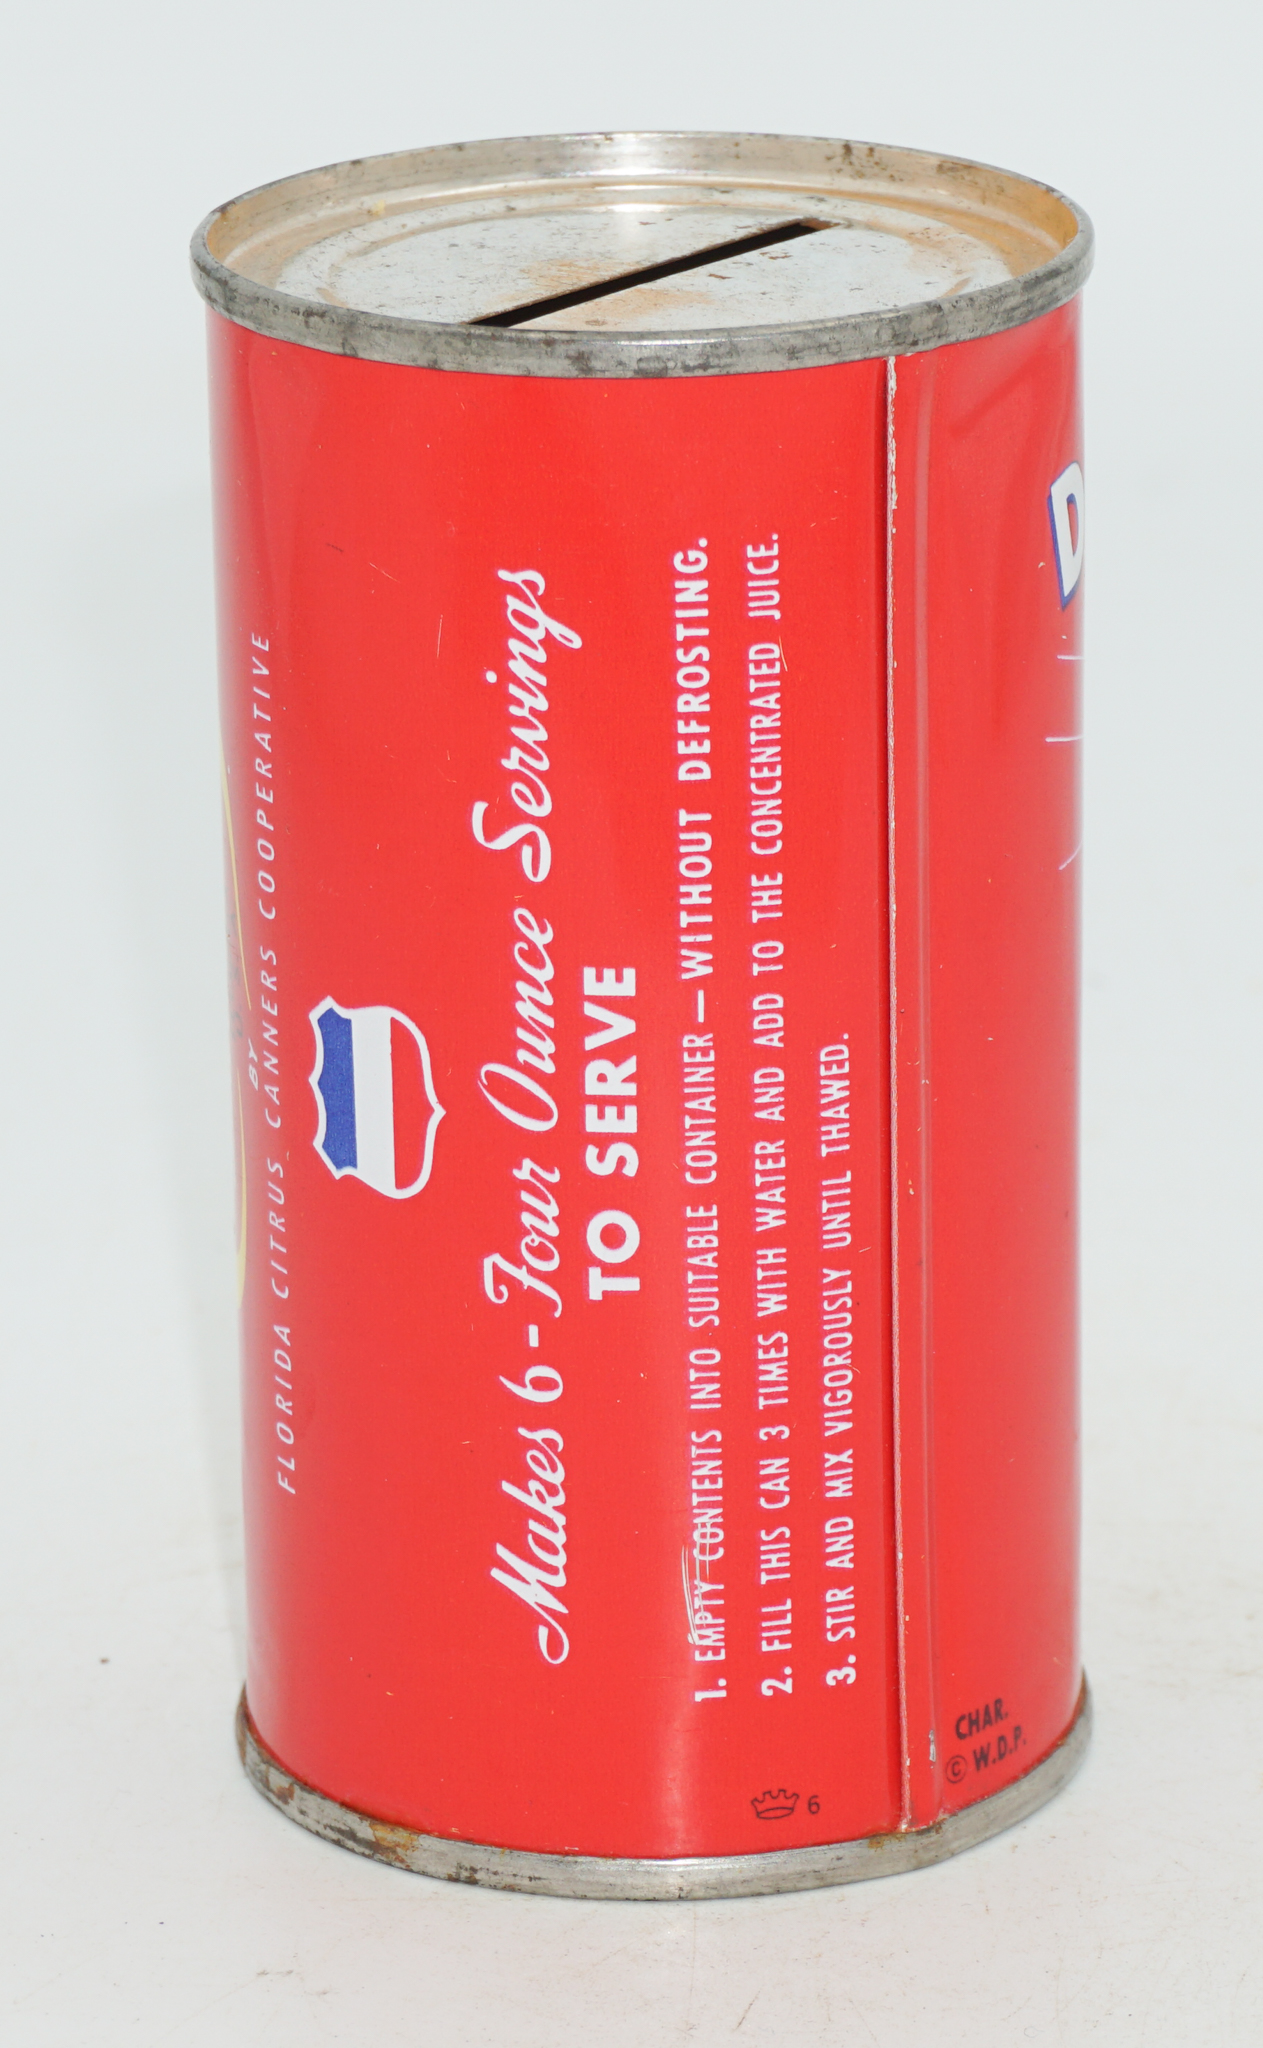 BY
FLORIDA CITRUS CANNERS COOPERATIVE
Makes 6 - Four Ounce Servings
TO SERVE
1. EMPTY CONTENTS INTO SUITABLE CONTAINER — WITHOUT DEFROSTING.
2. FILL THIS CAN 3 TIMES WITH WATER AND ADD TO THE CONCENTRATED JUICE.
3. STIR AND MIX VIGOROUSLY UNTIL THAWED.
6
CHAR.
© W.D.P.
D